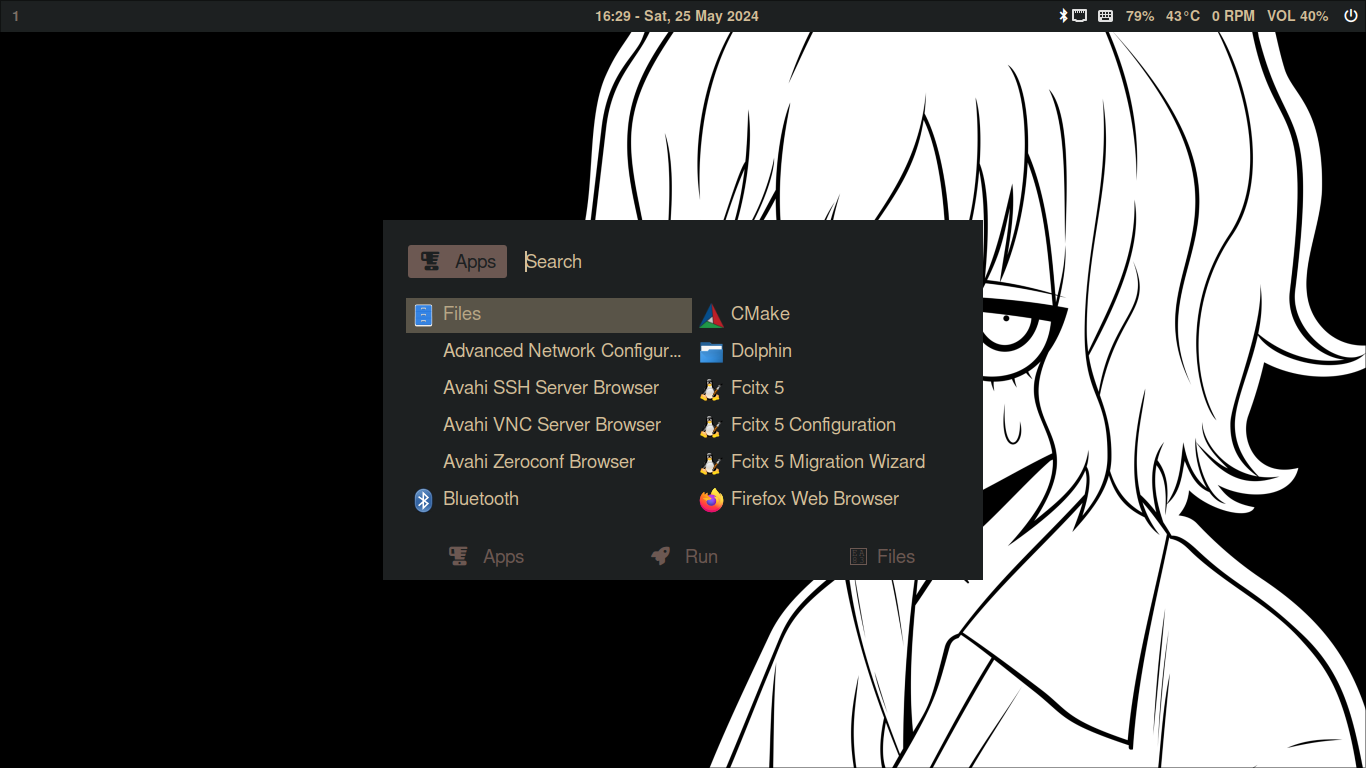 1 16:29 - Sat, 25 May 2024 79% 43°C 0 RPM VOL 40%
Apps Search
Files CMake
Advanced Network Configur... Dolphin
Avahi SSH Server Browser Fcitx 5
Avahi VNC Server Browser Fcitx 5 Configuration
Avahi Zeroconf Browser Fcitx 5 Migration Wizard
Bluetooth Firefox Web Browser
Apps Run Files